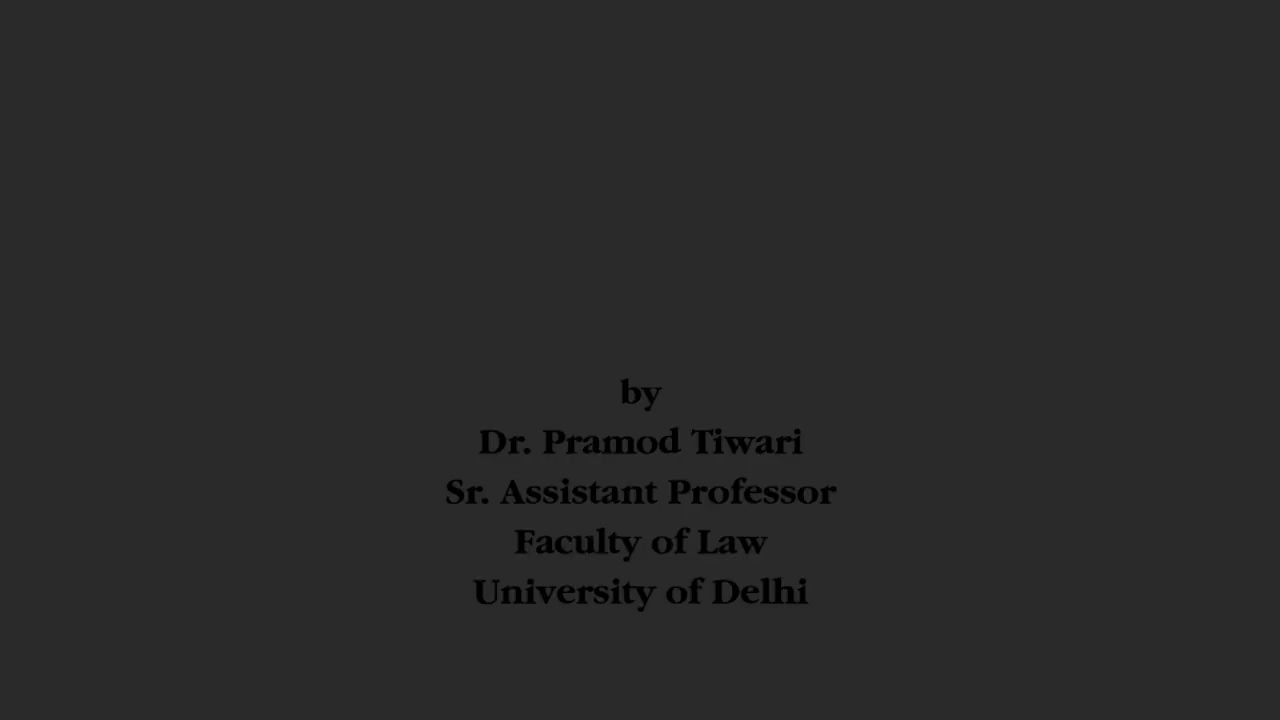 by
Dr. Pramod Tiwari
Sr. Assistant Professor
Faculty of Law
University of Delhi